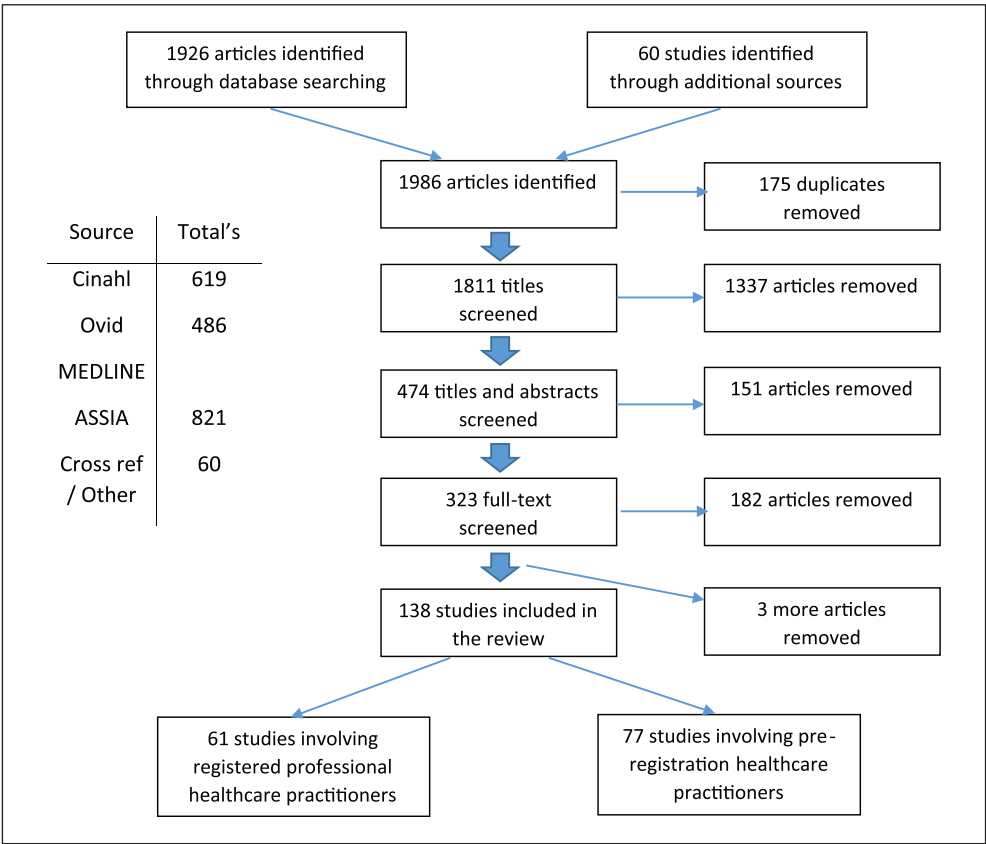 1926 articles identified
through database searching
60 studies identified
through additional sources
1986 articles identified
175 duplicates
removed
Source Total's
Cinahl 619
Ovid 486
MEDLINE
ASSIA 821
Cross ref 60
/ Other
1811 titles
screened
1337 articles removed
474 titles and abstracts
screened
151 articles removed
323 full-text
screened
182 articles removed
138 studies included in
the review
3 more articles
removed
61 studies involving
registered professional
healthcare practitioners
77 studies involving pre-
registration healthcare
practitioners